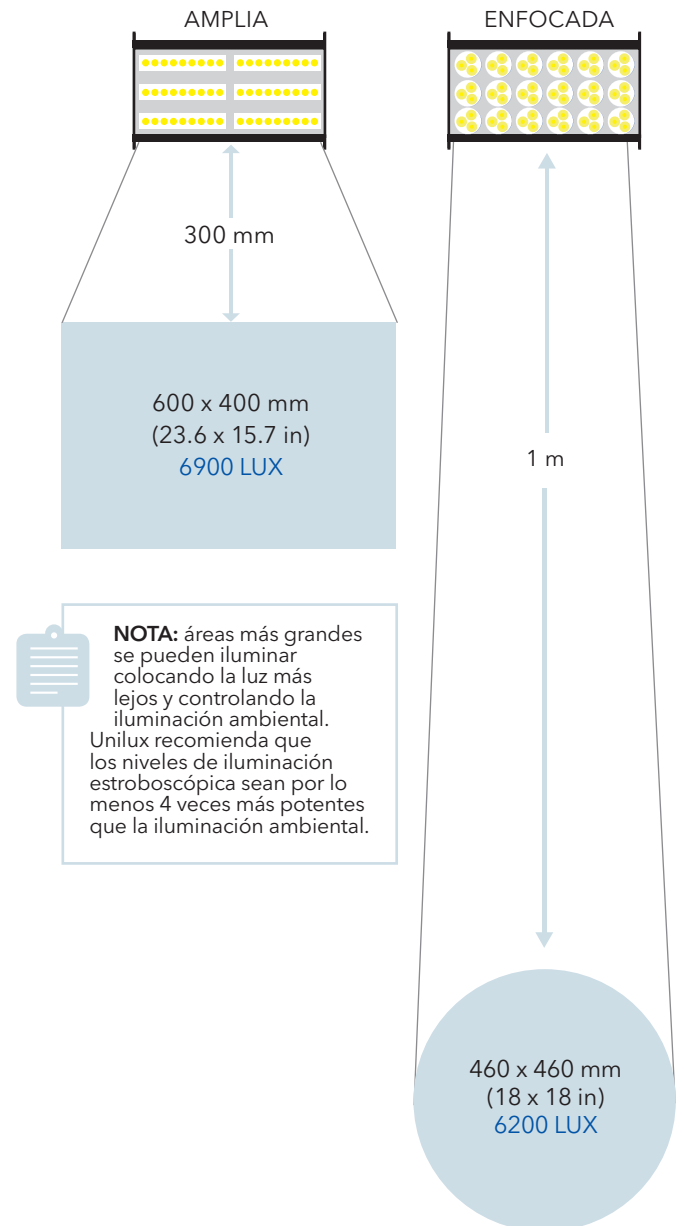 AMPLIA
300 mm
600 x 400 mm
(23.6 x 15.7 in)
6900 LUX
NOTA: áreas más grandes
se pueden iluminar
colocando la luz más
lejos y controlando la
iluminación ambiental.
Unilux recomienda que
los niveles de iluminación
estroboscópica sean por lo
menos 4 veces más potentes
que la iluminación ambiental.
ENFOCADA
1 m
460 x 460 mm
(18 x 18 in)
6200 LUX